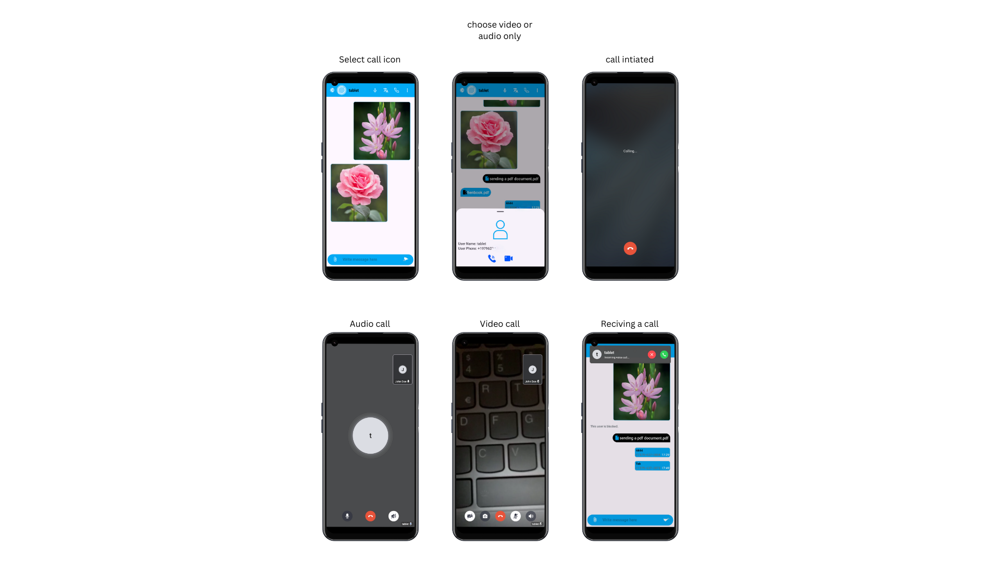 choose video or
audio only
Select call icon
call intiated
tablet
Write message here
tablet
sending a pdf document.pdf
henbook.pdf
4444
17:29
User Name: tablet
User Phone: +197963
Calling...
Audio call
Video call
Reciving a call
J
John Doe
t
tablet
$
4
%
5
R
T
€
D
F
G
C
V
J
John Doe
tablet
t
tablet
Incoming voice call...
This user is blocked.
sending a pdf document.pdf
4444
17:29
Tab
17:49
Write message here